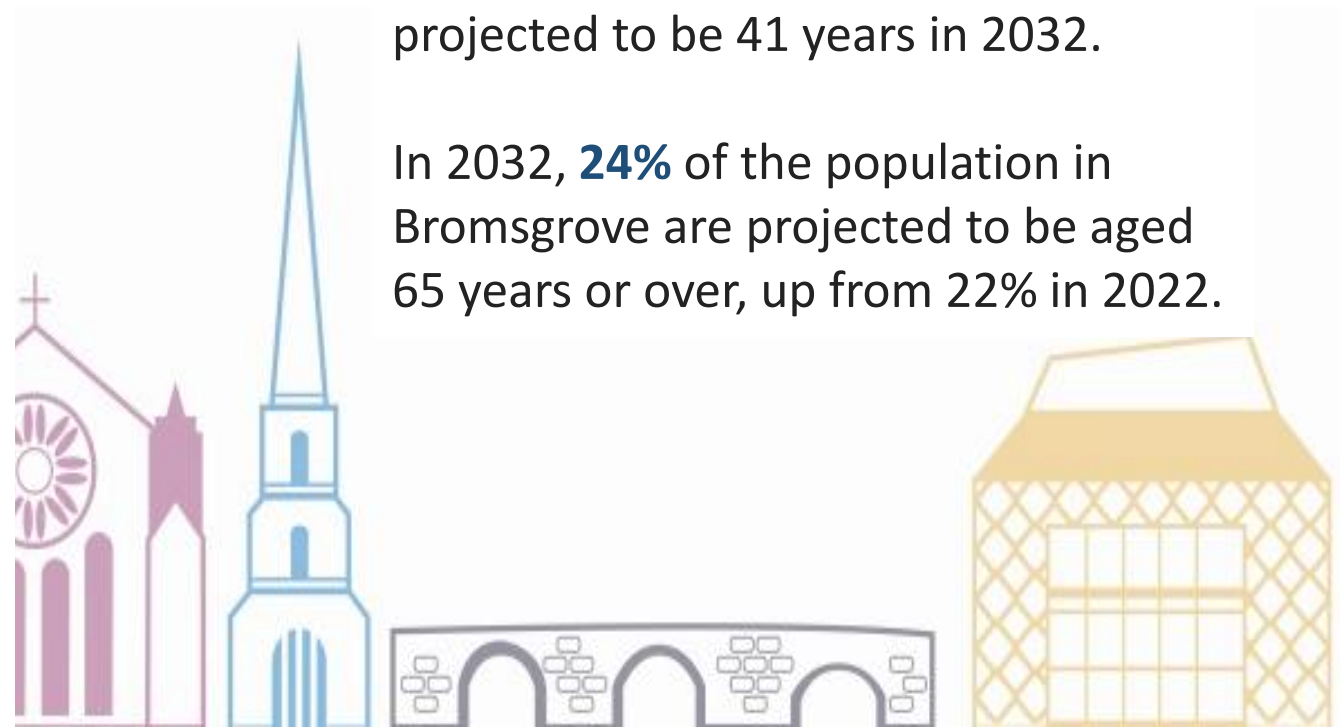 projected to be 41 years in 2032.
In 2032, 24% of the population in
Bromsgrove are projected to be aged
65 years or over, up from 22% in 2022.